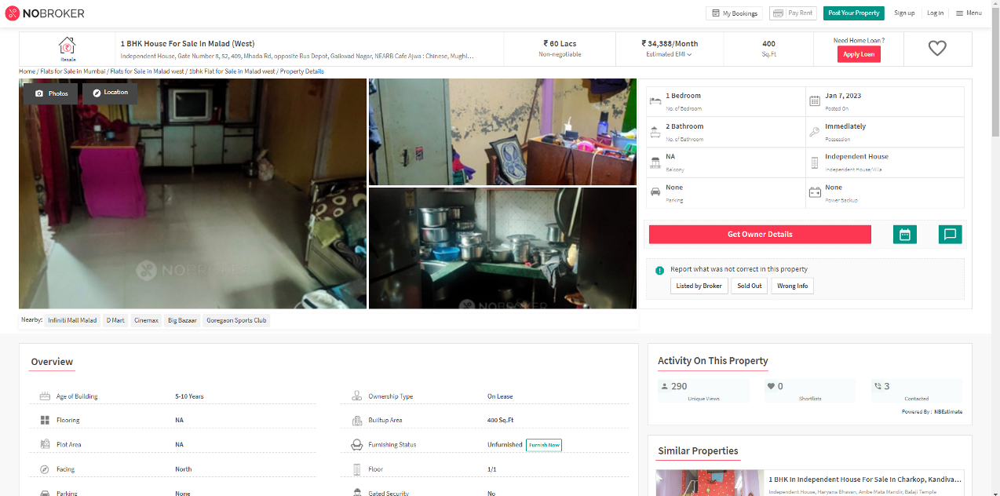 NOBROKER
My Bookings
Pay Rent
Post Your Property
Sign up
Log in
Menu
Resale
1 BHK House For Sale In Malad (West)
Independent House, Gate Number 8, 52, 409, Mhada Rd, opposite Bus Depot, Gaikwad Nagar, NEARB Cafe Ajwa : Chinese, Mughl...
₹ 60 Lacs
Non-negotiable
₹ 34,388/Month
Estimated EMI
400
Sq.Ft
Need Home Loan ?
Apply Loan
Home / Flats for Sale in Mumbai / Flats for Sale in Malad west / 1bhk Flat for Sale in Malad west / Property Details
Photos
Location
NOBROKER
NOBROKER
1 Bedroom
No. of Bedroom
Jan 7, 2023
Posted On
2 Bathroom
No. of Bathroom
Immediately
Possession
NA
Balcony
Independent House
Independent House/Villa
None
Parking
None
Power Backup
Get Owner Details
Report what was not correct in this property
Listed by Broker
Sold Out
Wrong Info
Nearby:
Infiniti Mall Malad
D Mart
Cinemax
Big Bazaar
Goregaon Sports Club
Overview
Age of Building
5-10 Years
Ownership Type
On Lease
Flooring
NA
Builtup Area
400 Sq.Ft
Plot Area
NA
Furnishing Status
Unfurnished
Furnish Now
Facing
North
Floor
1/1
Parking
None
Gated Security
No
Activity On This Property
290
Unique Views
0
Shortlists
3
Contacted
Powered By : NBEstimate
Similar Properties
1 BHK In Independent House For Sale In Charkop, Kandiva...
Independent House, Haryana Bhavan, Ambe Mata Mandir, Balaji Temple